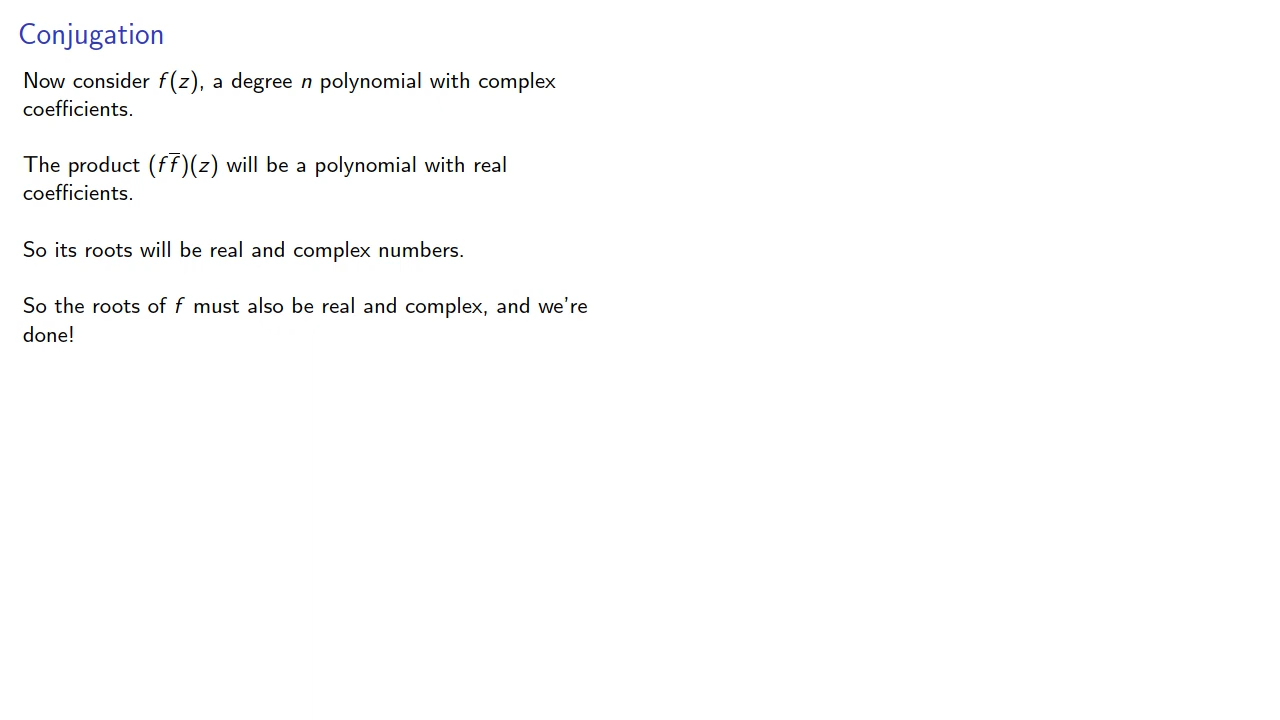 Conjugation
Now consider f(z), a degree n polynomial with complex
coefficients.
The product (ff̅)(z) will be a polynomial with real
coefficients.
So its roots will be real and complex numbers.
So the roots of f must also be real and complex, and we're
done!